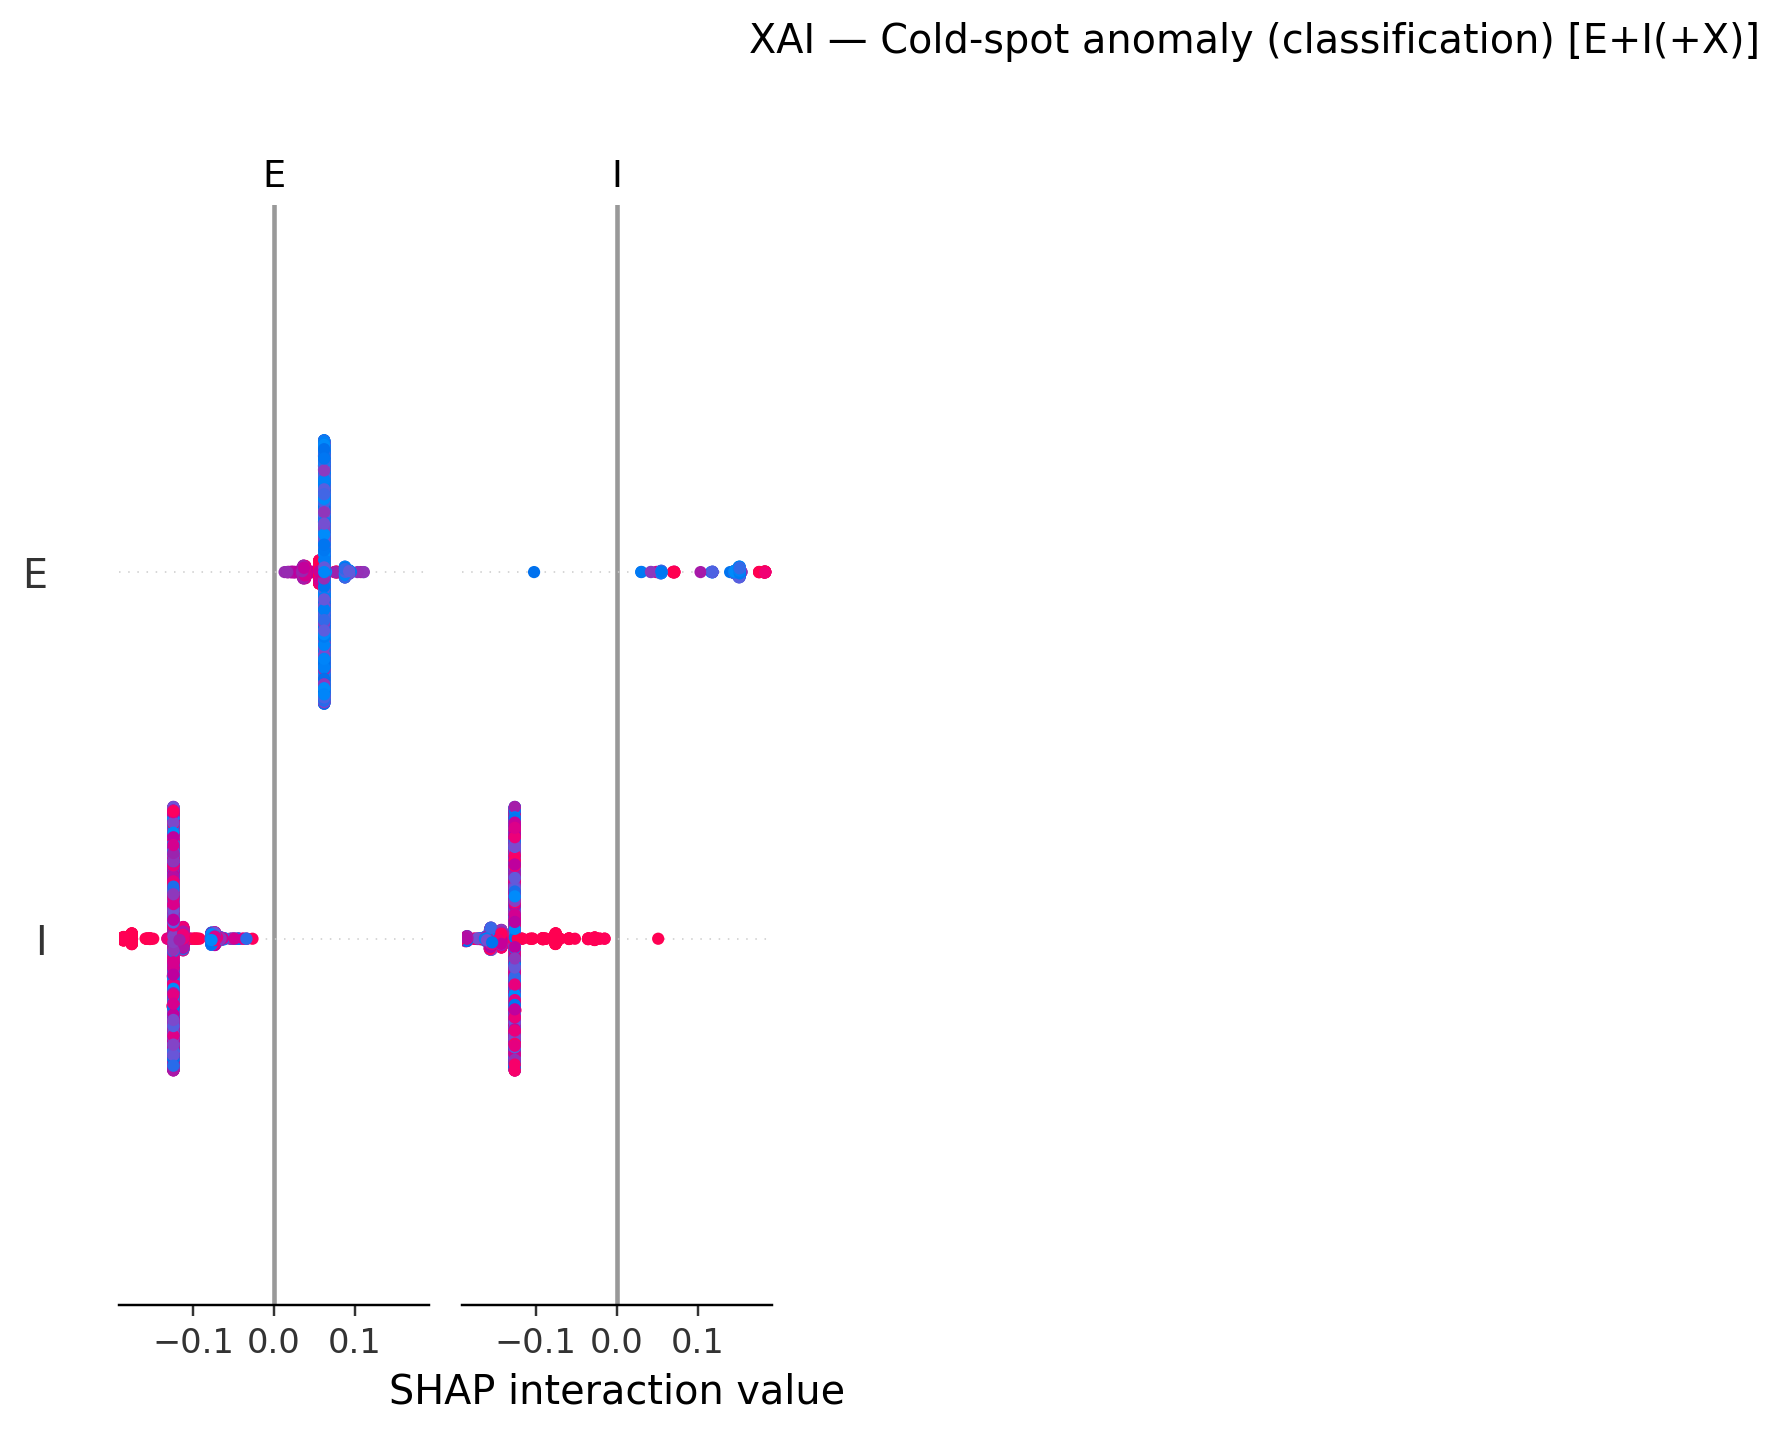 XAI — Cold-spot anomaly (classification) [E+I(+X)]
E I
E
I
−0.1 0.0 0.1 −0.1 0.0 0.1
SHAP interaction value